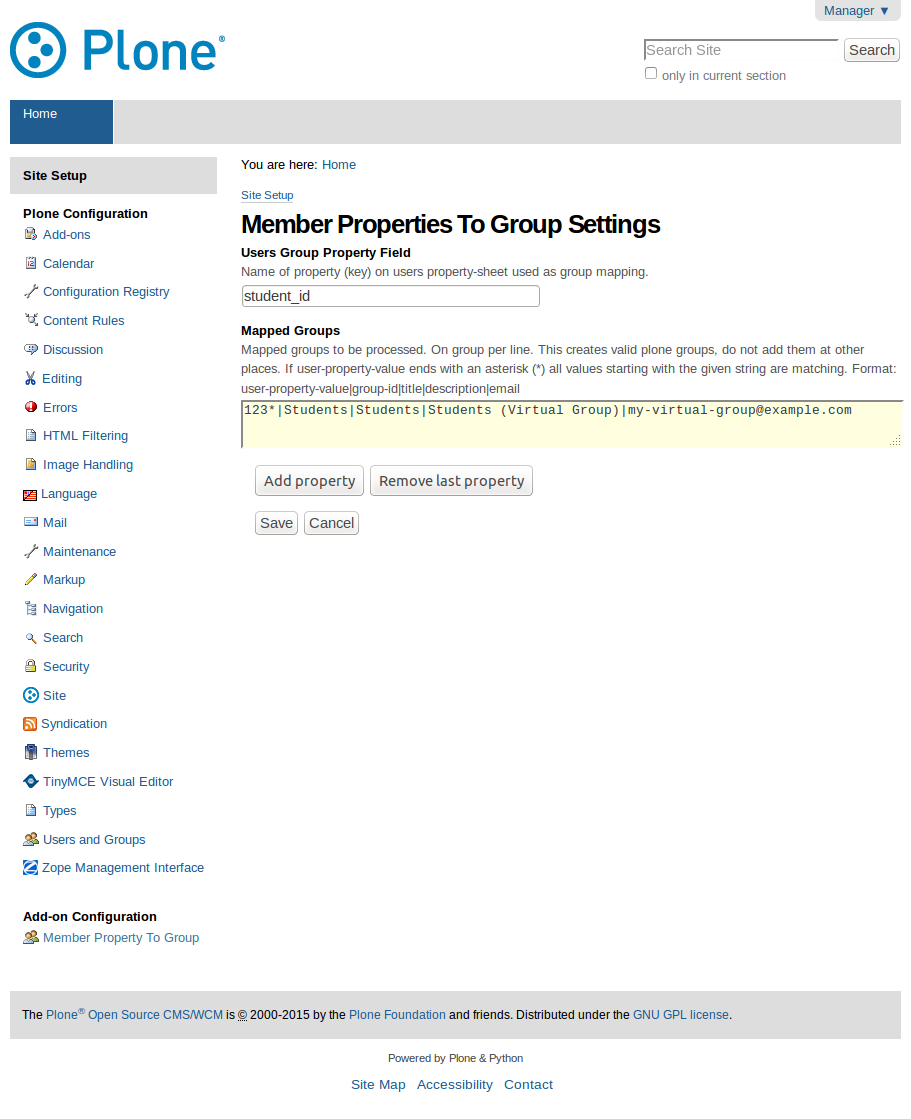 Manager ▼
Plone®
Search Site
Search
only in current section
Home
Site Setup
Plone Configuration
Add-ons
Calendar
Configuration Registry
Content Rules
Discussion
Editing
Errors
HTML Filtering
Image Handling
Language
Mail
Maintenance
Markup
Navigation
Search
Security
Site
Syndication
Themes
TinyMCE Visual Editor
Types
Users and Groups
Zope Management Interface
Add-on Configuration
Member Property To Group
You are here: Home
Site Setup
Member Properties To Group Settings
Users Group Property Field
Name of property (key) on users property-sheet used as group mapping.
student_id
Mapped Groups
Mapped groups to be processed. On group per line. This creates valid plone groups, do not add them at other
places. If user-property-value ends with an asterisk (*) all values starting with the given string are matching. Format:
user-property-value|group-id|title|description|email
123*|Students|Students|Students (Virtual Group)|my-virtual-group@example.com
Add property Remove last property
Save Cancel
The Plone® Open Source CMS/WCM is © 2000-2015 by the Plone Foundation and friends. Distributed under the GNU GPL license.
Powered by Plone & Python
Site Map Accessibility Contact